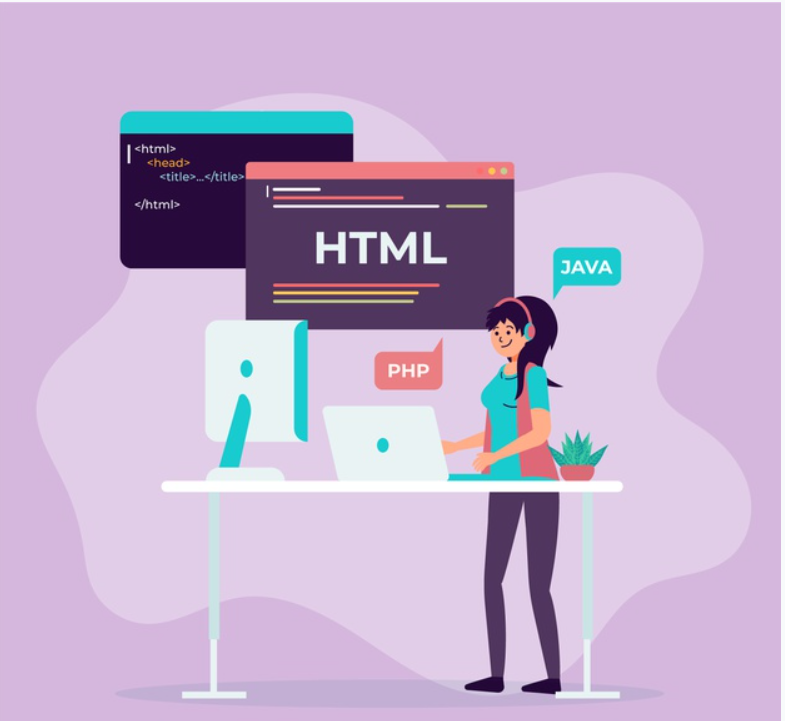 <html>
<head>
<title>...</title>
</html>
HTML
JAVA
PHP